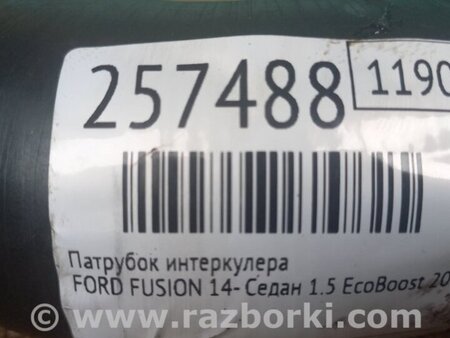 257488 1190
Патрубок интеркулера
FORD FUSION 14- Седан 1.5 EcoBoost 20
www.razborki.com